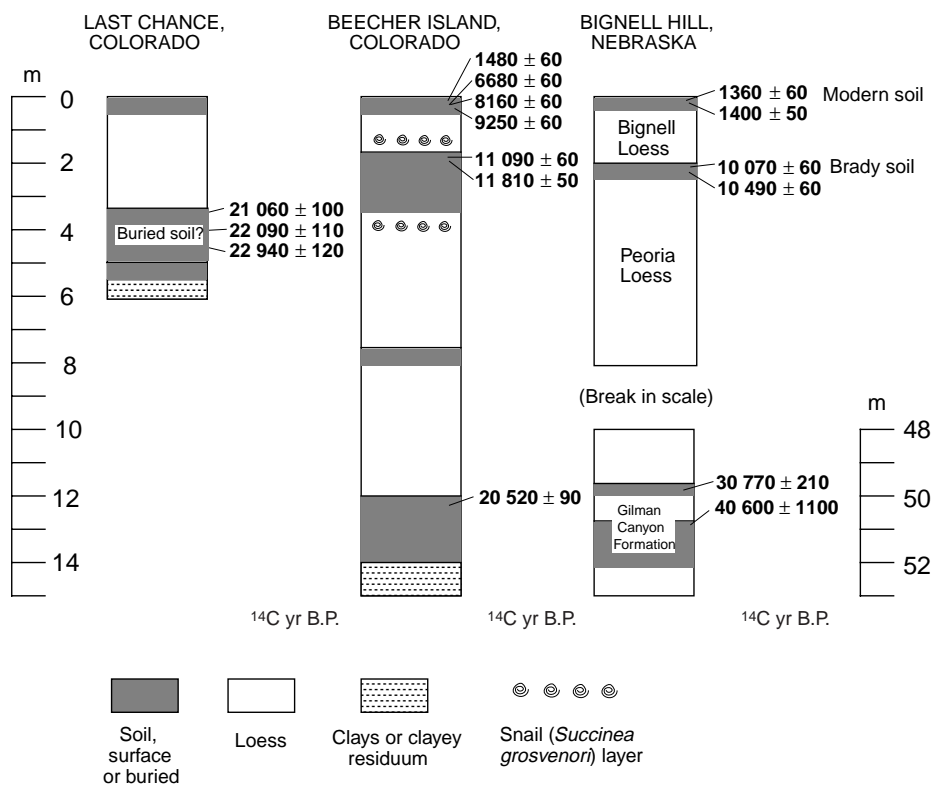 LAST CHANCE,
COLORADO
BEECHER ISLAND,
COLORADO
BIGNELL HILL,
NEBRASKA
m
0
2
4
6
8
10
12
14
Buried soil?
21 060 ± 100
22 090 ± 110
22 940 ± 120
1480 ± 60
6680 ± 60
8160 ± 60
9250 ± 60
11 090 ± 60
11 810 ± 50
20 520 ± 90
Bignell
Loess
Peoria
Loess
1360 ± 60
1400 ± 50
Modern soil
10 070 ± 60
10 490 ± 60
Brady soil
(Break in scale)
Gilman
Canyon
Formation
30 770 ± 210
40 600 ± 1100
m
48
50
52
¹⁴C yr B.P.
¹⁴C yr B.P.
¹⁴C yr B.P.
Soil,
surface
or buried
Loess
Clays or clayey
residuum
Snail (Succinea
grosvenori) layer